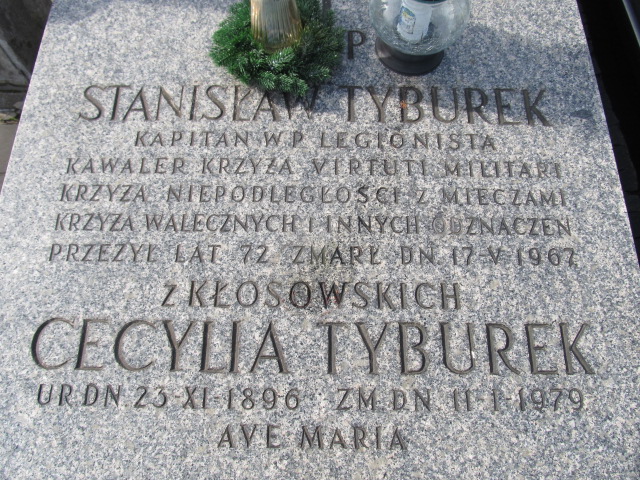 P
STANISŁAW TYBUREK
KAPITAN W P LEGIONISTA
KAWALER KRZYŻA VIRTUTI MILITARI
KRZYŻA NIEPODLEGŁOŚCI Z MIECZAMI
KRZYŻA WALECZNYCH I INNYCH ODZNACZEŃ
PRZEŻYŁ LAT 72 ZMARŁ DN 17-V-1967
Z KŁOSOWSKICH
CECYLIA TYBUREK
UR DN 23-XI-1896 ZM DN 11-1-1979
AVE MARIA